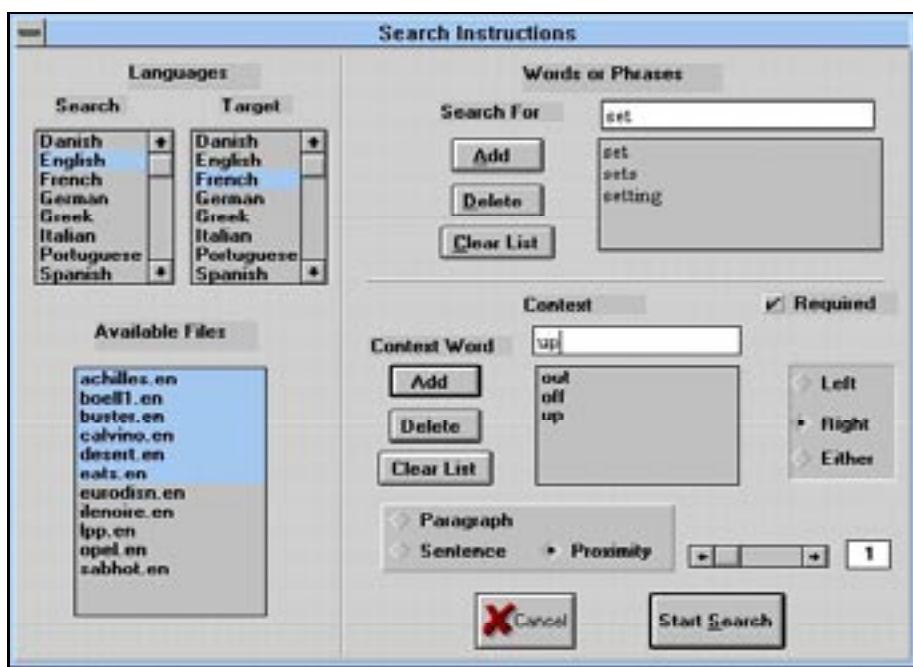 Search Instructions
Languages
Search Target
Danish
English
French
German
Greek
Italian
Portuguese
Spanish
Danish
English
French
German
Greek
Italian
Portuguese
Spanish
Available Files
achilles.en
boell1.en
buster.en
calvino.en
desert.en
eats.en
eurodisn.en
ilenoire.en
lpp.en
opel.en
sabhot.en
Words or Phrases
Search For
set
Add
Delete
Clear List
set
sets
setting
Context
Required
Context Word
up
Add
Delete
Clear List
out
off
up
Left
Right
Either
Paragraph
Sentence
Proximity
1
Cancel
Start Search